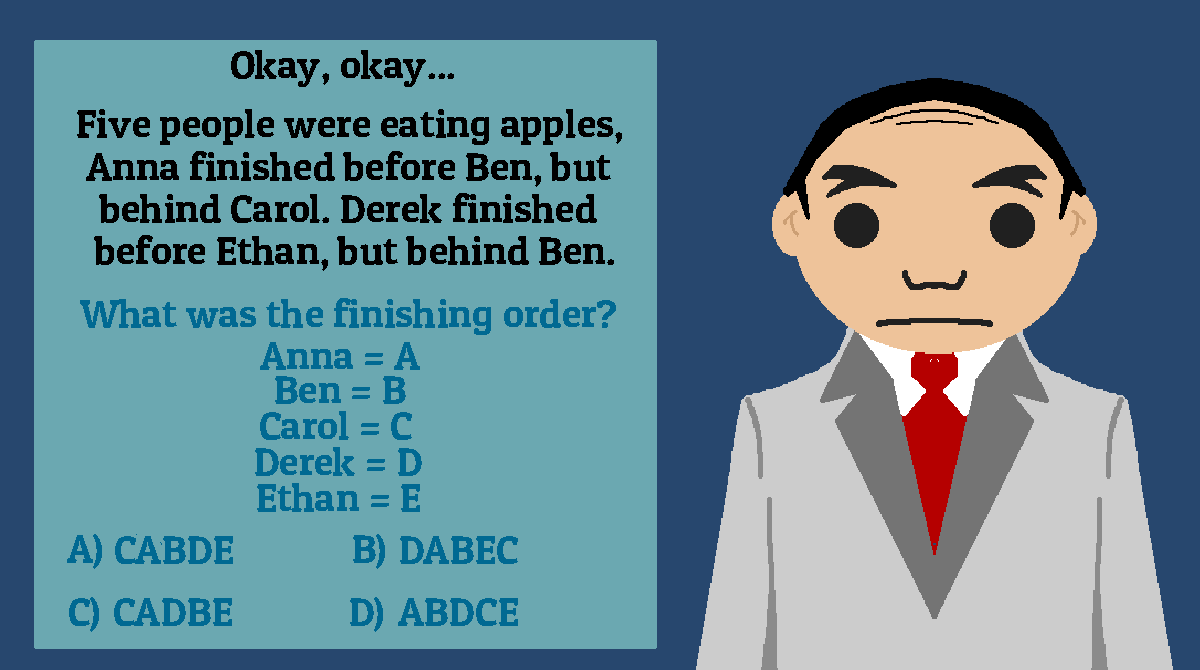 Okay, okay...
Five people were eating apples,
Anna finished before Ben, but
behind Carol. Derek finished
before Ethan, but behind Ben.
What was the finishing order?
Anna = A
Ben = B
Carol = C
Derek = D
Ethan = E
A) CABDE B) DABEC
C) CADBE D) ABDCE